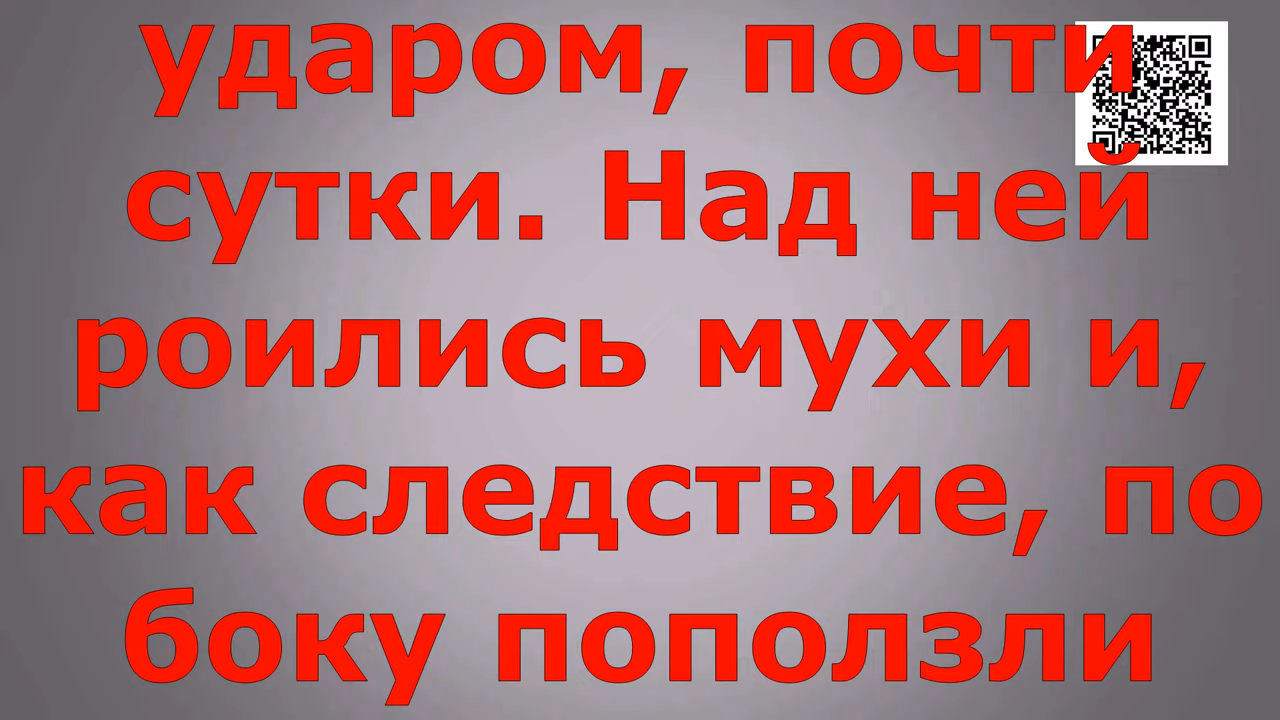 ударом, почти
сутки. Над ней
роились мухи и,
как следствие, по
боку поползли